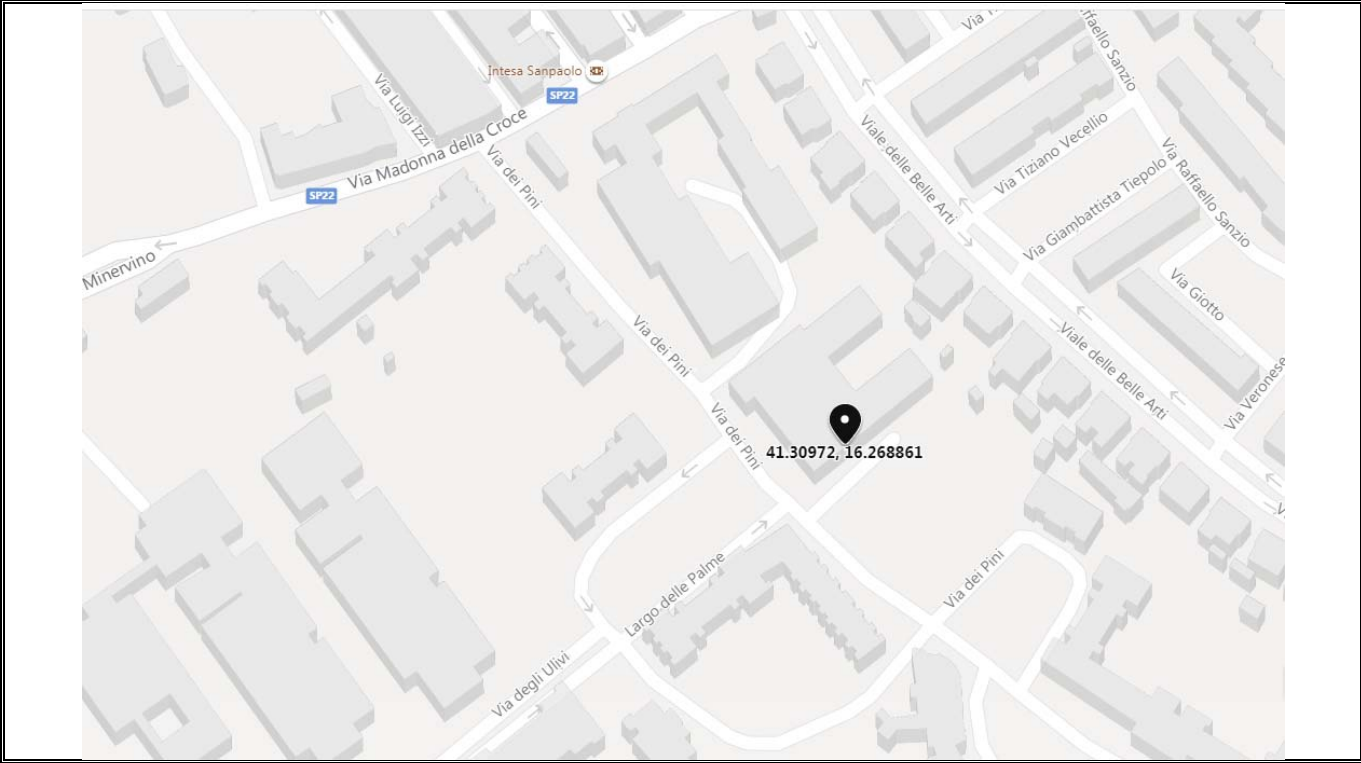 Via T
Intesa Sanpaolo
SP22
Via Luigi Izzi
Via Madonna della Croce
Via dei Pini
SP22
Minervino
Viale delle Belle Arti
Via Tiziano Vecellio
ffaello Sanzio
Via Raffaello Sanzio
Via Giambattista Tiepolo
Via Giotto
Via dei Pini
Viale delle Belle Arti
Via Veronese
Via dei Pini
41.30972, 16.268861
V
Largo delle Palme
Via dei Pini
Via degli Ulivi